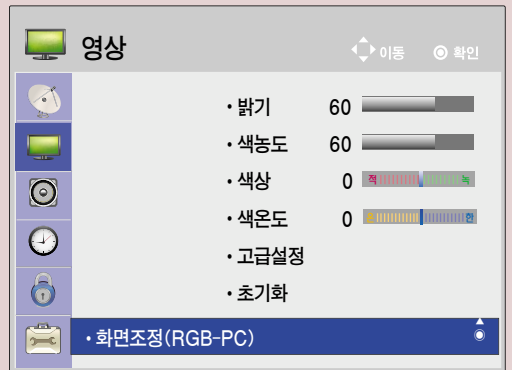 영상
이동 확인
· 밝기 60
· 색농도 60
· 색상 0 적 녹
· 색온도 0 온 한
· 고급설정
· 초기화
· 화면조정(RGB-PC)